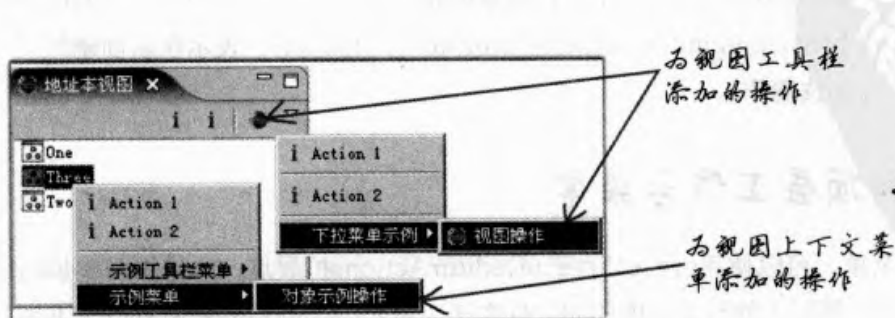 为视图工具栏
添加的操作
地址本视图
One
Three
Two
i Action 1
i Action 2
示例工具栏菜单
示例菜单
对象示例操作
i Action 1
i Action 2
下拉菜单示例
视图操作
为视图上下文菜
单添加的操作